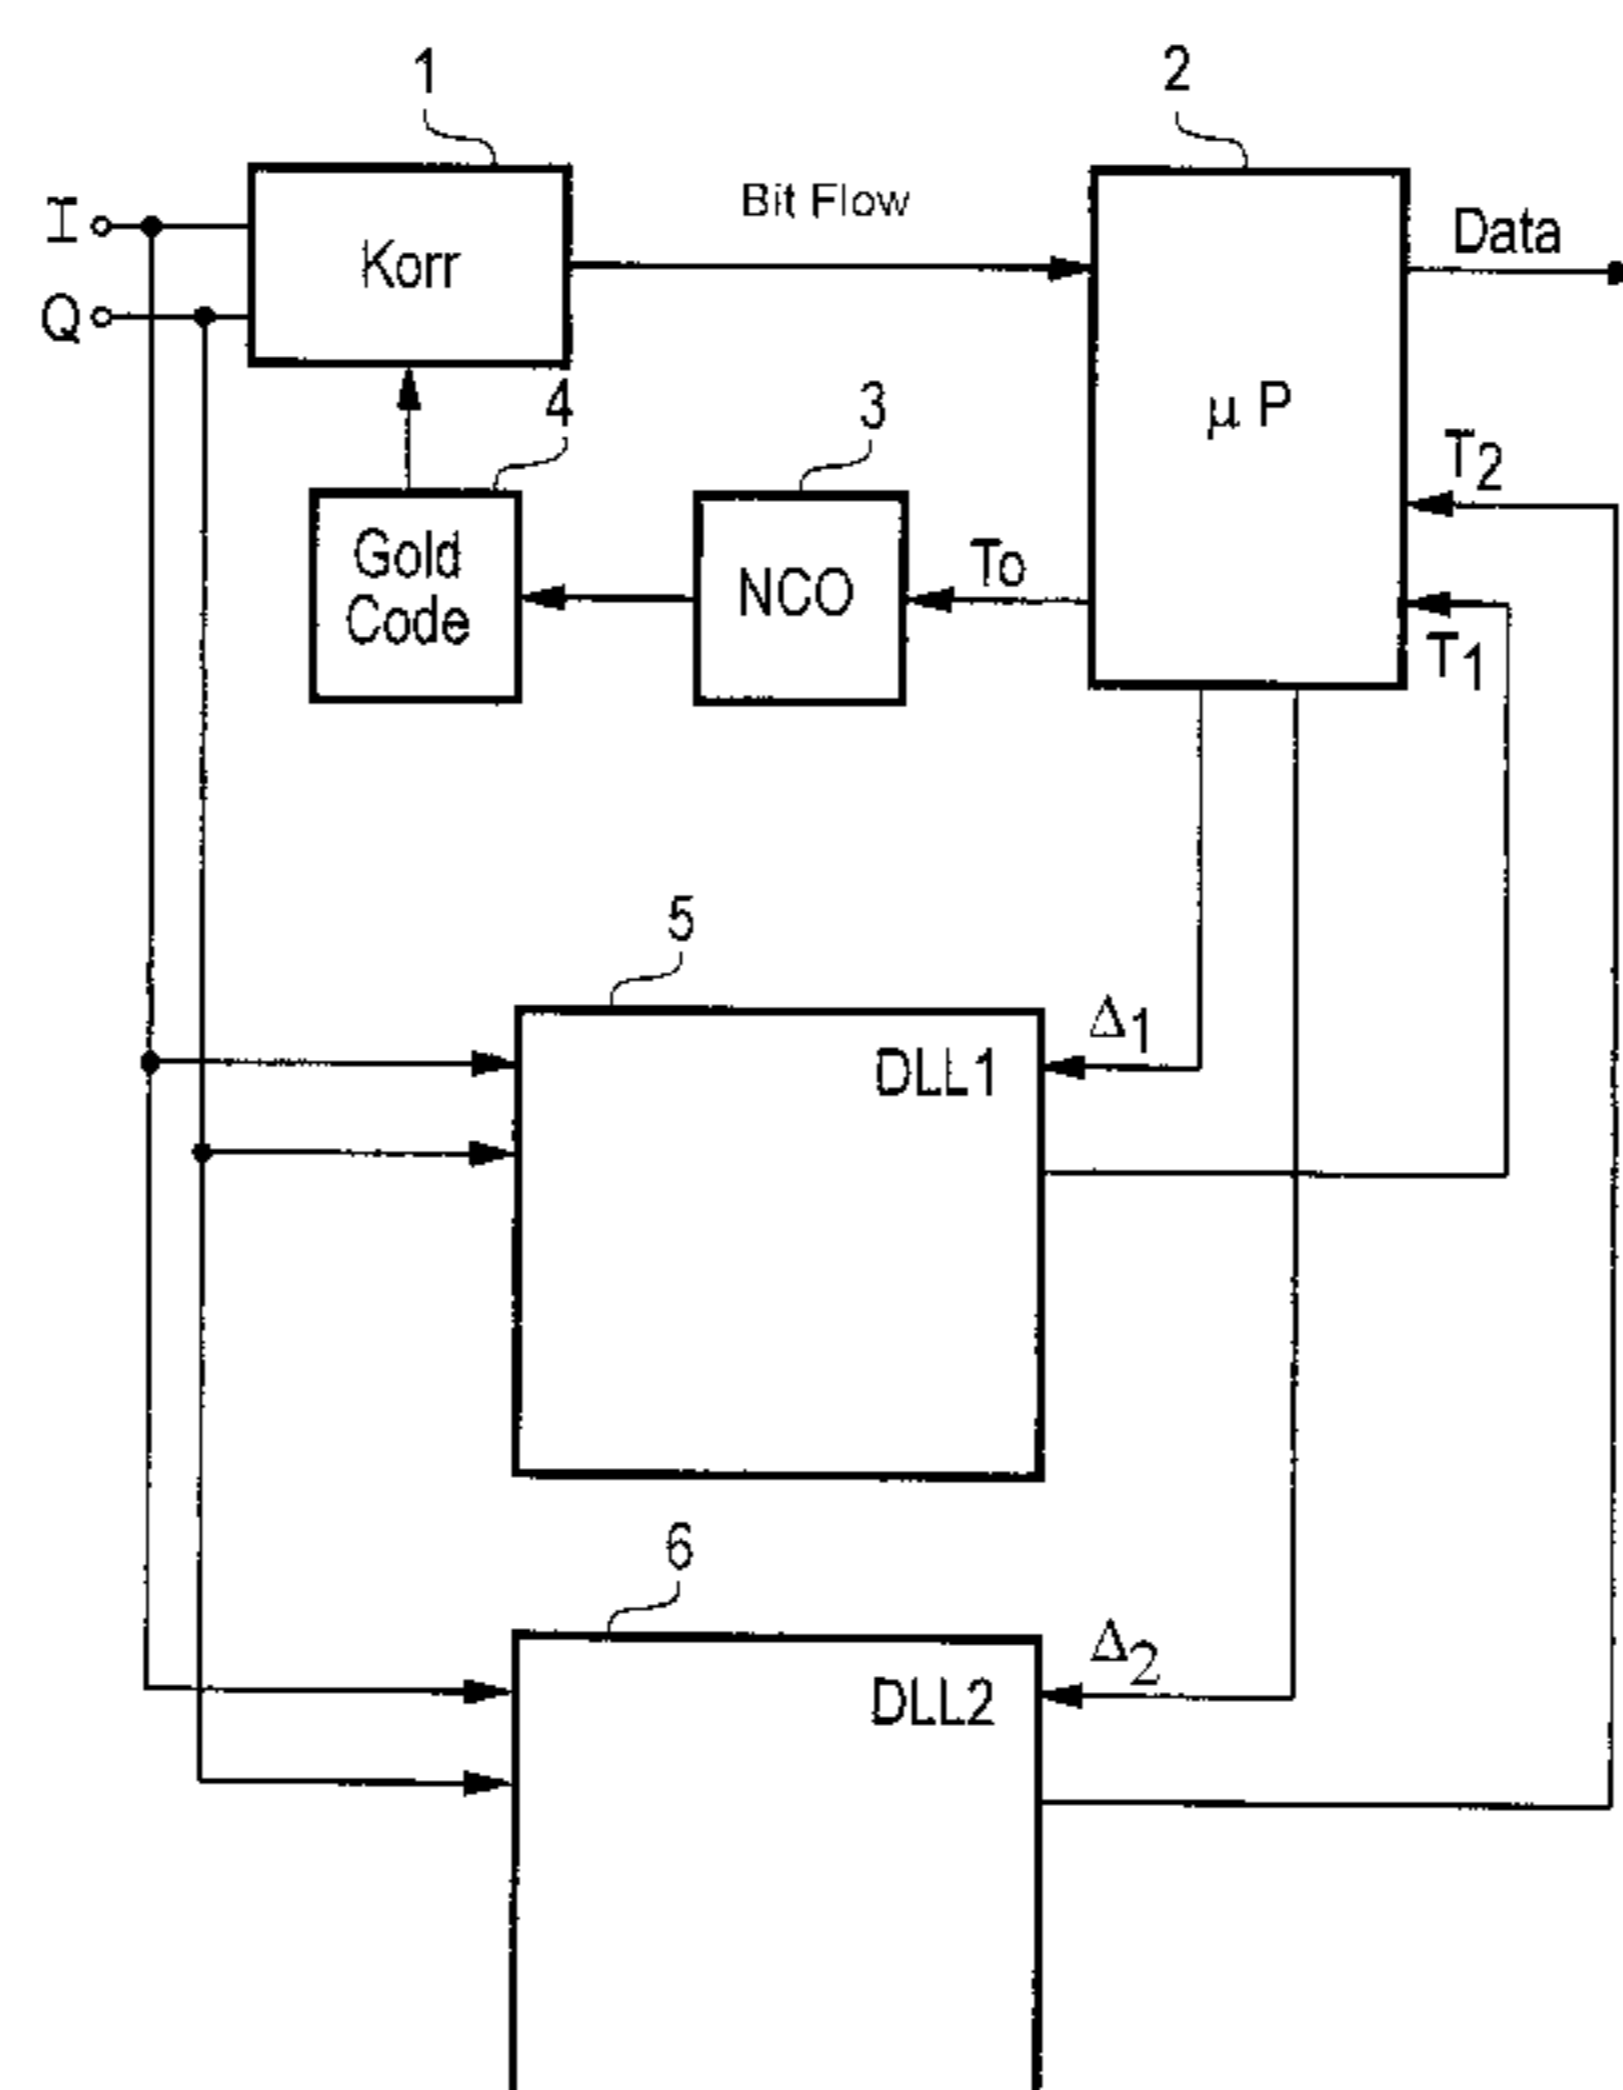 1
2
I
Korr
Bit Flow
Data
Q
μ P
4
3
T2
Gold
Code
NCO
To
T1
5
DLL1
Δ1
6
DLL2
Δ2